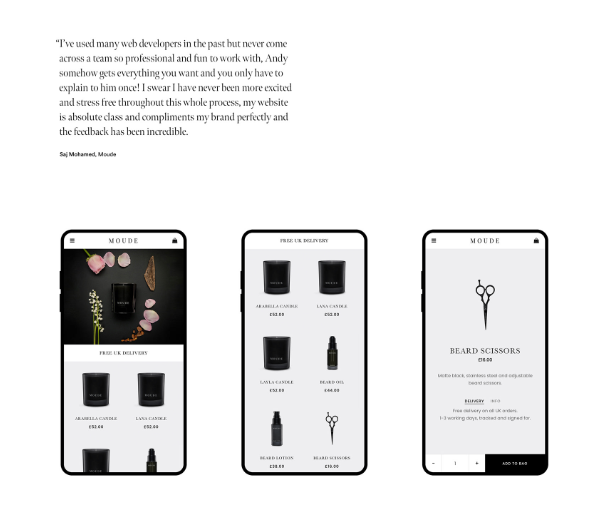 “I’ve used many web developers in the past but never come
across a team so professional and fun to work with, Andy
somehow gets everything you want and you only have to
explain to him once! I swear I have never been more excited
and stress free throughout this whole process, my website
is absolute class and compliments my brand perfectly and
the feedback has been incredible.
Saj Mohamed, Moude
MOUDE
MOUDE
FREE UK DELIVERY
ARABELLA CANDLE
LANA CANDLE
£52.00
£52.00
FREE UK DELIVERY
ARABELLA CANDLE
LANA CANDLE
£52.00
£52.00
LAYLA CANDLE
BEARD OIL
£52.00
£44.00
BEARD LOTION
BEARD SCISSORS
£38.00
£16.00
MOUDE
BEARD SCISSORS
£16.00
Matte black, stainless steel and adjustable
beard scissors.
DELIVERY
INFO
Free delivery on all UK orders.
1-3 working days, tracked and signed for.
-
1
+
ADD TO BAG